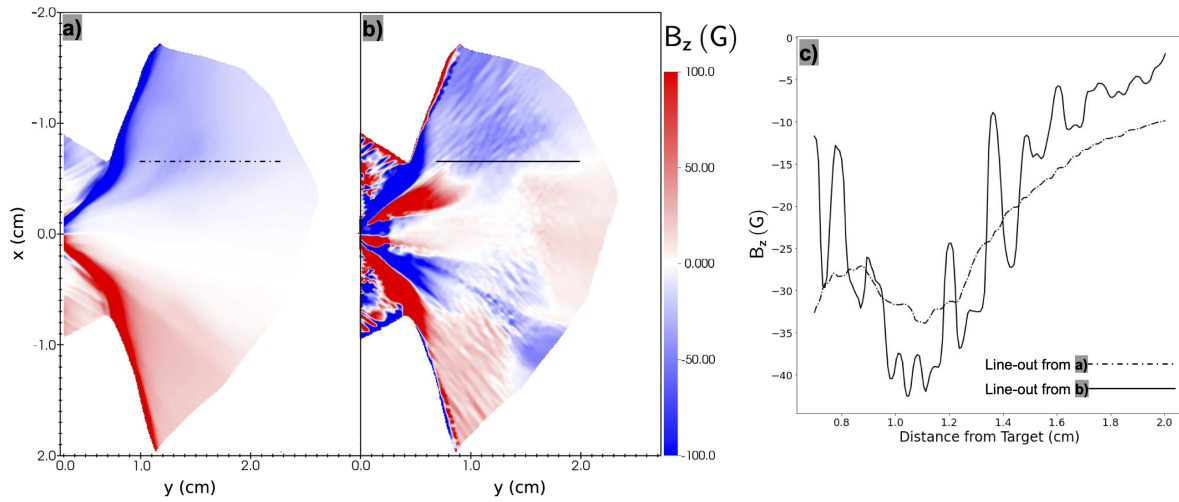 a)
b)
B_z (G)
c)
-2.0
-1.0
0.0
-1.0
2.0
x (cm)
0.0
1.0
2.0
y (cm)
0.0
1.0
2.0
y (cm)
100.0
50.00
0.000
-50.00
-100.0
0
−5
−10
−15
−20
−25
−30
−35
−40
B_z (G)
0.8
1.0
1.2
1.4
1.6
1.8
2.0
Distance from Target (cm)
Line-out from a)
Line-out from b)